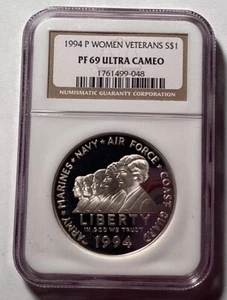 1994 P WOMEN VETERANS S$1
PF 69 ULTRA CAMEO
1761499-048
NUMISMATIC GUARANTY CORPORATION
ARMY • MARINES • NAVY • AIR FORCE • COAST GUARD
LIBERTY
IN GOD WE TRUST
1994